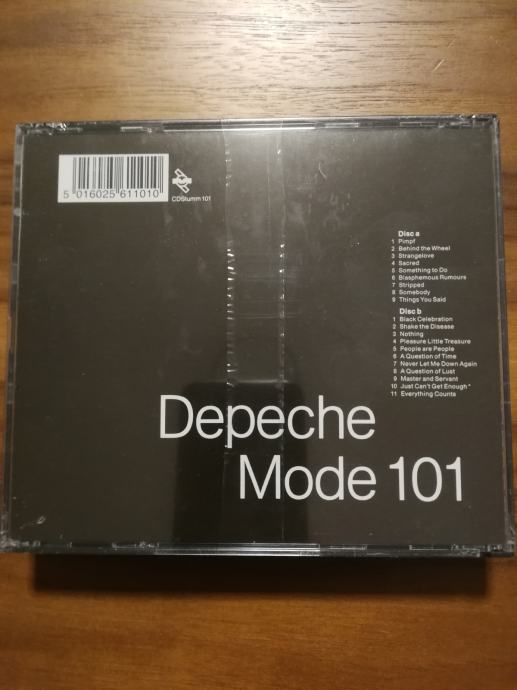 5 016025 611010
CDStumm 101
Disc a
1 Pimpf
2 Behind the Wheel
3 Strangelove
4 Sacred
5 Something to Do
6 Blasphemous Rumours
7 Stripped
8 Somebody
9 Things You Said
Disc b
1 Black Celebration
2 Shake the Disease
3 Nothing
4 Pleasure Little Treasure
5 People are People
6 A Question of Time
7 Never Let Me Down Again
8 A Question of Lust
9 Master and Servant
10 Just Can't Get Enough *
11 Everything Counts
Depeche
Mode 101